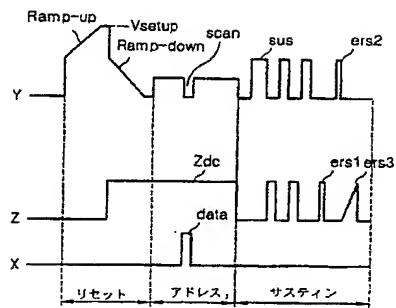 Ramp-up
Vsetup
Ramp-down
scan
sus
ers2
Y
Zdc
ers1
ers3
Z
data
X
リセット
アドレス
サスティン